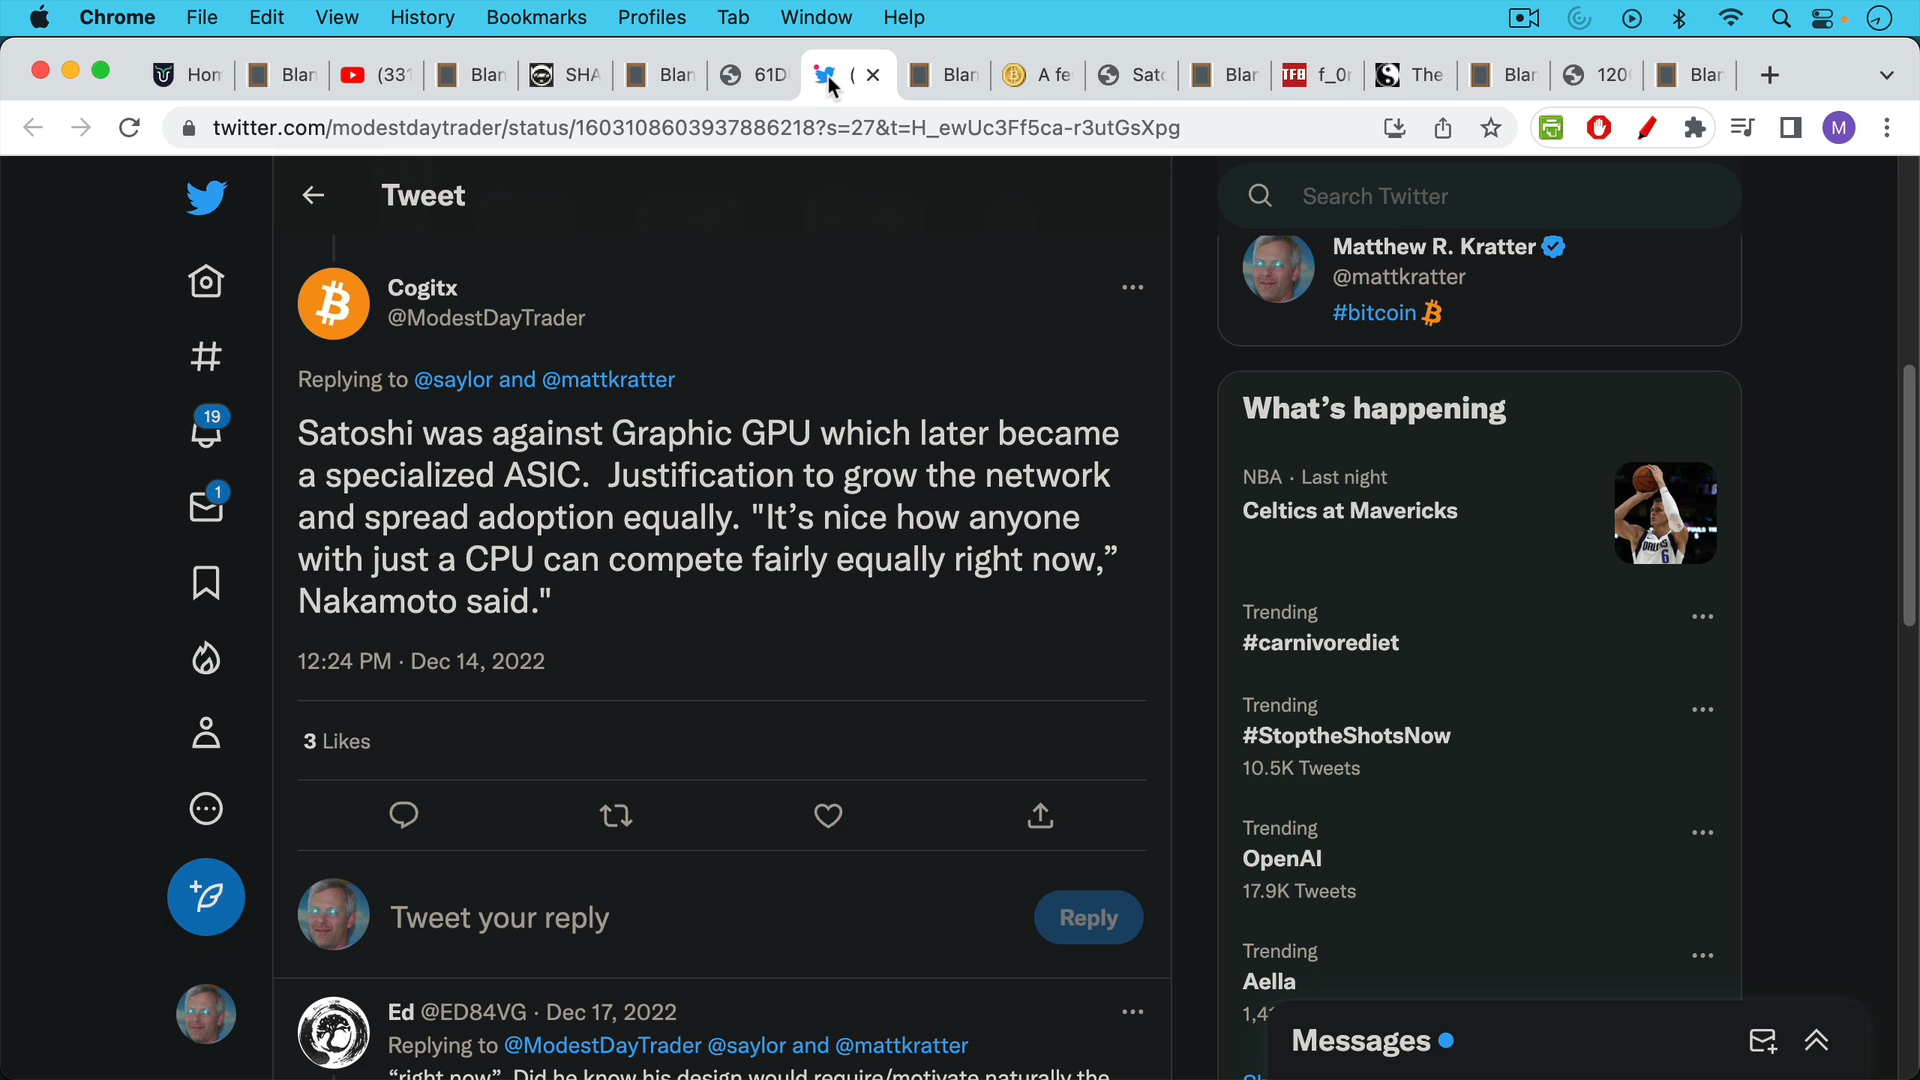 Chrome File Edit View History Bookmarks Profiles Tab Window Help
Hom Blan (331 Blan SHA Blan 61D ( Blan A fe Sato Blar TFB f_0r The Blar 120( Blar
twitter.com/modestdaytrader/status/1603108603937886218?s=27&t=H_ewUc3Ff5ca-r3utGsXpg
M
Tweet
Search Twitter
Cogitx
@ModestDayTrader
Replying to @saylor and @mattkratter
Satoshi was against Graphic GPU which later became
a specialized ASIC.  Justification to grow the network
and spread adoption equally. "It’s nice how anyone
with just a CPU can compete fairly equally right now,”
Nakamoto said."
12:24 PM · Dec 14, 2022
3 Likes
Tweet your reply
Reply
Ed @ED84VG · Dec 17, 2022
Replying to @ModestDayTrader @saylor and @mattkratter
“right now”. Did he know his design would require/motivate naturally the
19
1
Matthew R. Kratter
@mattkratter
#bitcoin
What’s happening
NBA · Last night
Celtics at Mavericks
Trending
#carnivorediet
Trending
#StoptheShotsNow
10.5K Tweets
Trending
OpenAI
17.9K Tweets
Trending
Aella
Messages